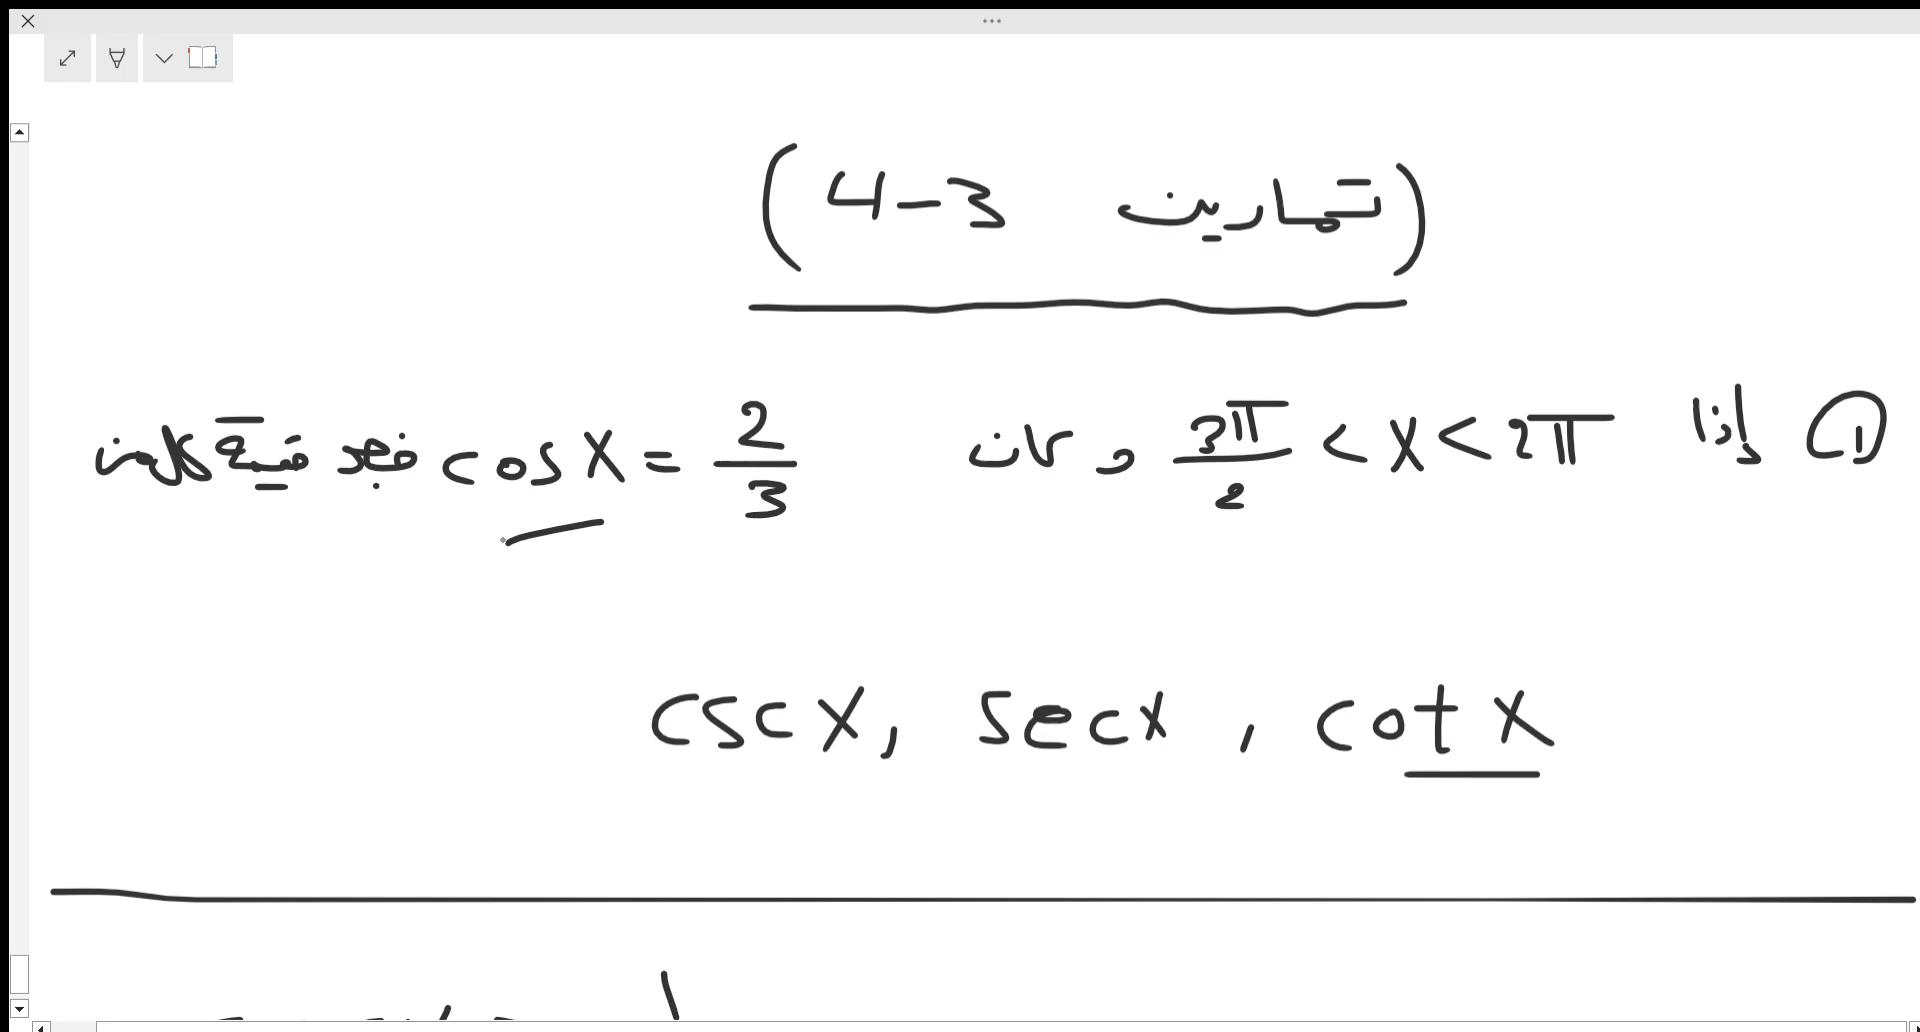 (تمارين 3-4)
① إذا 3π/2 < X < 2π وكان cos X = 2/3 فجد قيمة كل من
csc X, sec X, cot X